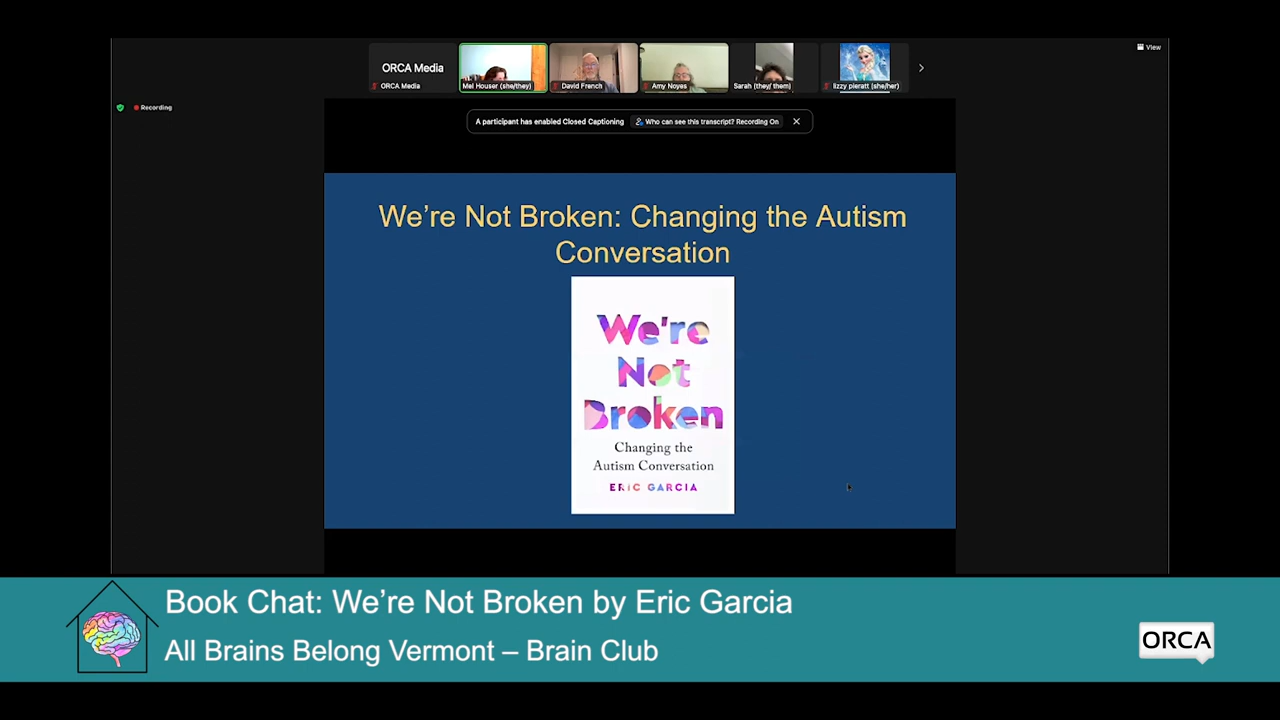 View
ORCA Media
ORCA Media
Mel Houser (she/they)
David French
Amy Noyes
Sarah (they/ them)
lizzy pieratt (she/her)
Recording
A participant has enabled Closed Captioning
Who can see this transcript? Recording On
We're Not Broken: Changing the Autism
Conversation
We're
Not
Broken
Changing the
Autism Conversation
ERIC GARCIA
Book Chat: We're Not Broken by Eric Garcia
All Brains Belong Vermont – Brain Club
ORCA